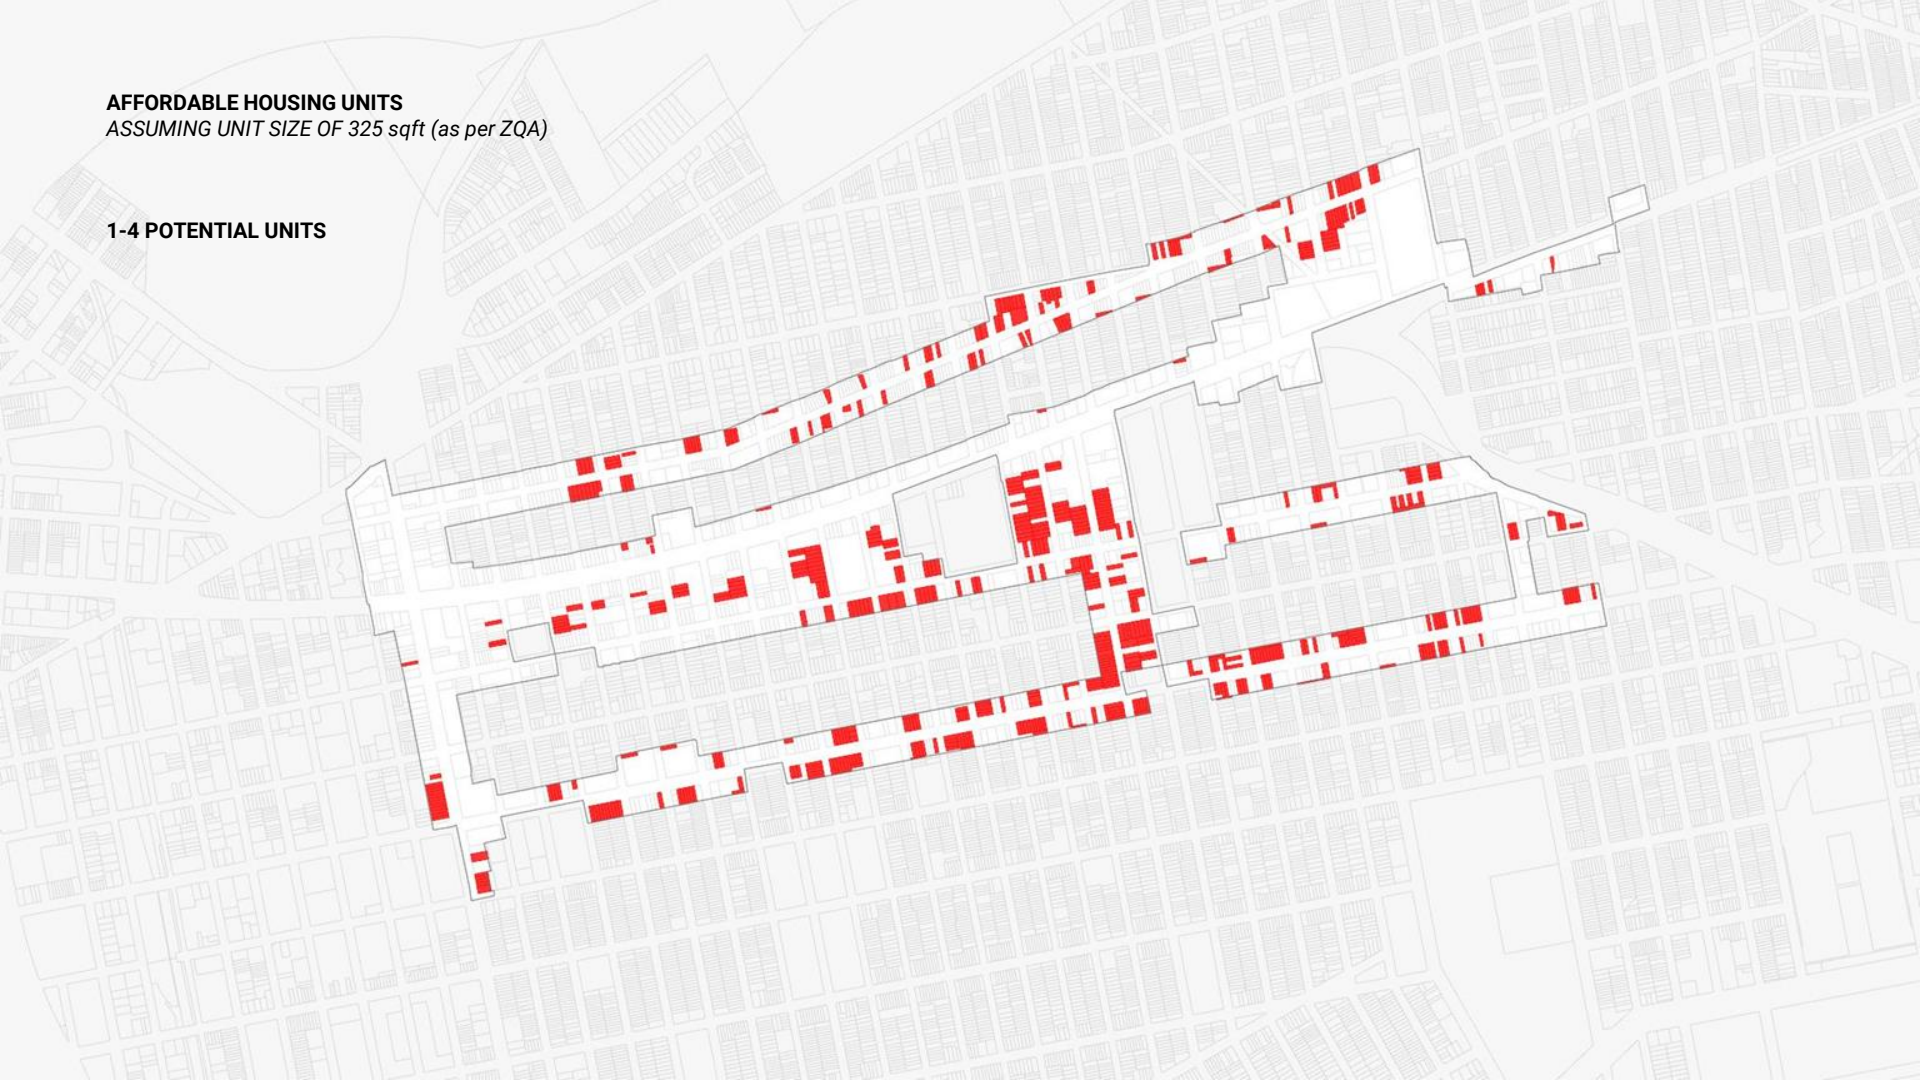 AFFORDABLE HOUSING UNITS
ASSUMING UNIT SIZE OF 325 sqft (as per ZQA)
1-4 POTENTIAL UNITS